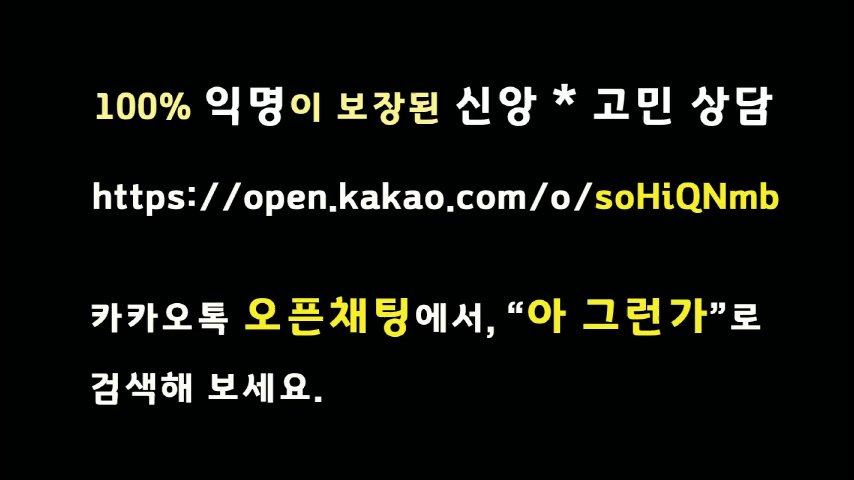 100% 익명이 보장된 신앙 * 고민 상담
https://open.kakao.com/o/soHiQNmb
카카오톡 오픈채팅에서, “아 그런가”로
검색해 보세요.